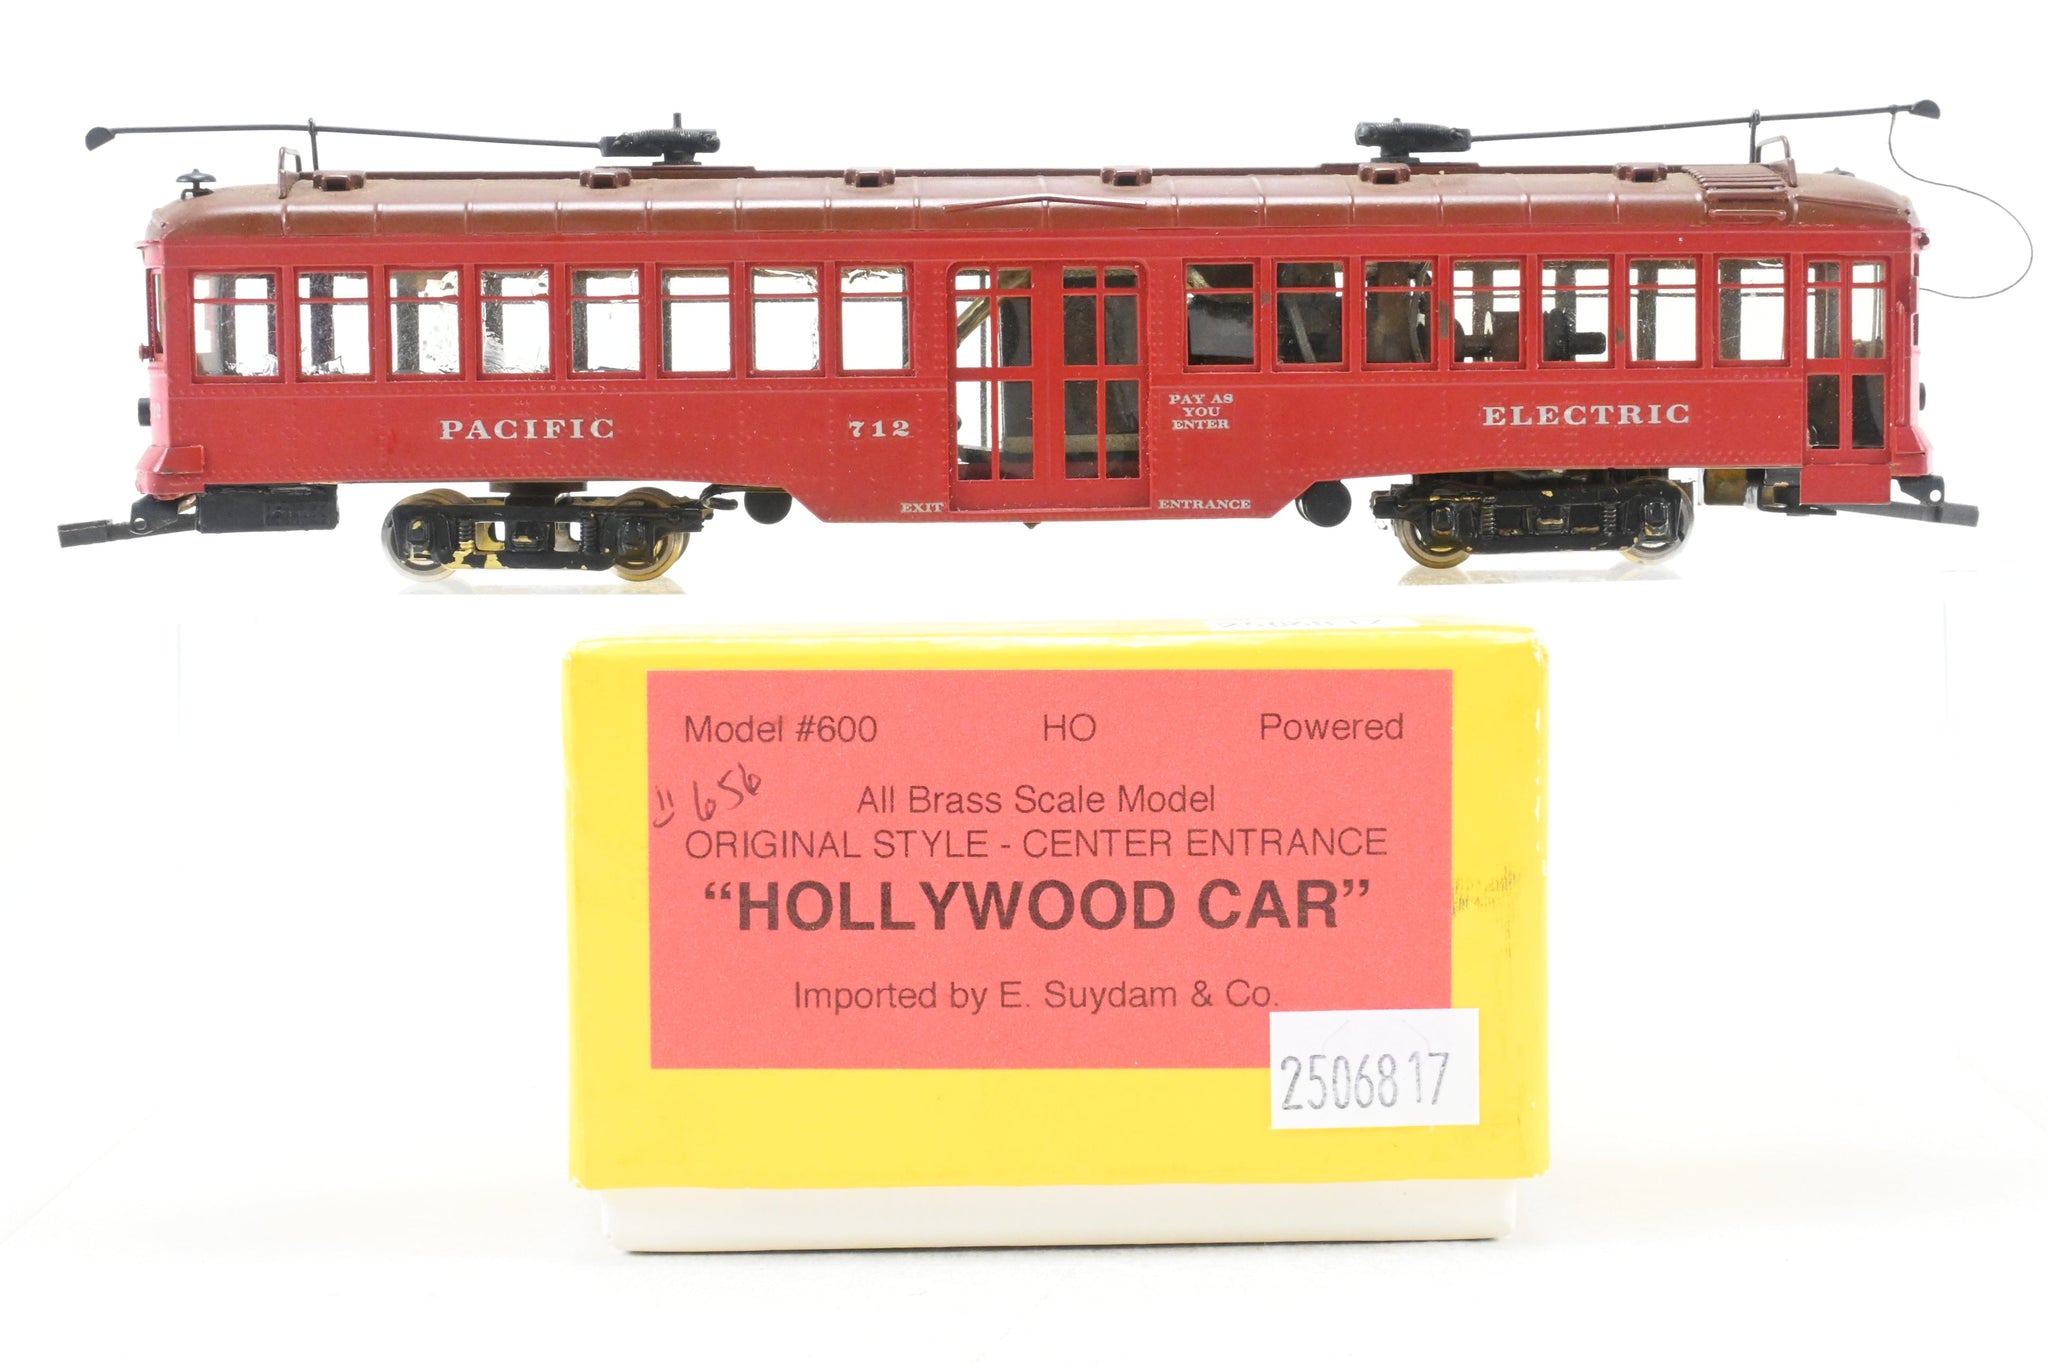 PACIFIC 712 PAY AS ELECTRIC
YOU
ENTER
EXIT ENTRANCE
Model #600 HO Powered
656
All Brass Scale Model
ORIGINAL STYLE - CENTER ENTRANCE
“HOLLYWOOD CAR”
Imported by E. Suydam & Co.
2506817